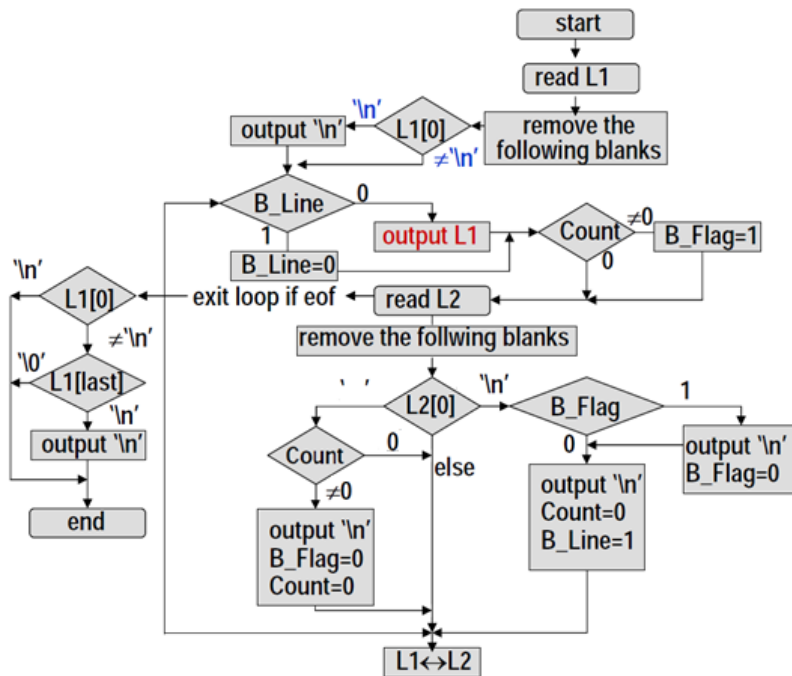 start
read L1
remove the
following blanks
L1[0]
‘\n’
output ‘\n’
≠‘\n’
B_Line
0
1
output L1
B_Line=0
Count
≠0
B_Flag=1
0
read L2
exit loop if eof
L1[0]
‘\n’
≠‘\n’
L1[last]
‘\0’
‘\n’
output ‘\n’
end
remove the follwing blanks
L2[0]
‘ ’
‘\n’
else
B_Flag
1
0
output ‘\n’
B_Flag=0
output ‘\n’
Count=0
B_Line=1
Count
0
≠0
output ‘\n’
B_Flag=0
Count=0
L1↔L2